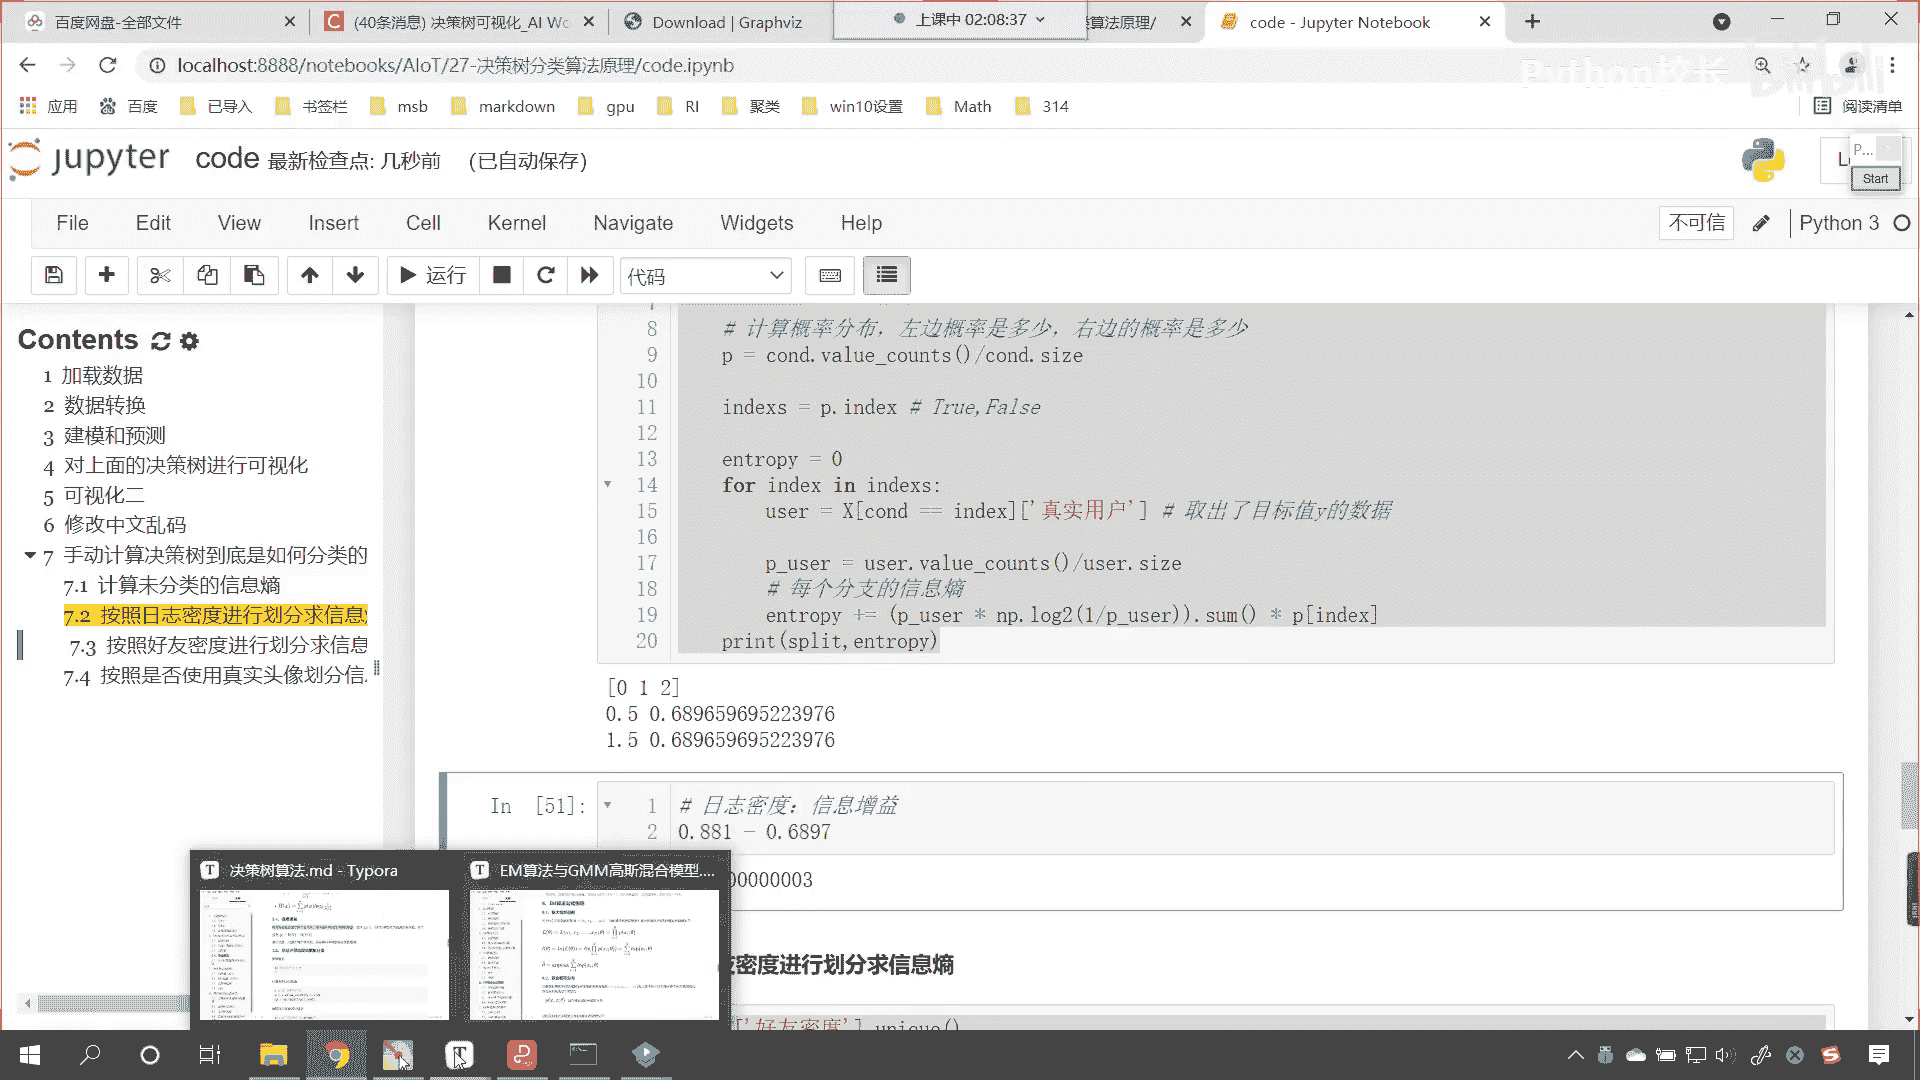 百度网盘-全部文件
(40条消息) 决策树可视化_AI Wo
Download | Graphviz
上课中 02:08:37
算法原理/
code - Jupyter Notebook
localhost:8888/notebooks/AIoT/27-决策树分类算法原理/code.ipynb
Python校长
bilibili
应用
百度
已导入
书签栏
msb
markdown
gpu
RI
聚类
win10设置
Math
314
阅读清单
jupyter
code 最新检查点: 几秒前 (已自动保存)
P...
Start
File Edit View Insert Cell Kernel Navigate Widgets Help
不可信
Python 3
运行
代码
Contents
1 加载数据
2 数据转换
3 建模和预测
4 对上面的决策树进行可视化
5 可视化二
6 修改中文乱码
7 手动计算决策树到底是如何分类的
7.1 计算未分类的信息熵
7.2 按照日志密度进行划分求信息
7.3 按照好友密度进行划分求信息
7.4 按照是否使用真实头像划分信
8 # 计算概率分布，左边概率是多少，右边的概率是多少
9 p = cond.value_counts()/cond.size
10
11 indexs = p.index # True,False
12
13 entropy = 0
14 for index in indexs:
15 user = X[cond == index]['真实用户'] # 取出了目标值y的数据
16
17 p_user = user.value_counts()/user.size
18 # 每个分支的信息熵
19 entropy += (p_user * np.log2(1/p_user)).sum() * p[index]
20 print(split,entropy)
[0 1 2]
0.5 0.689659695223976
1.5 0.689659695223976
In [51]:
1 # 日志密度：信息增益
2 0.881 - 0.6897
00000003
密度进行划分求信息熵
['好友密度'].unique()
决策树算法.md - Typora
EM算法与GMM高斯混合模型....